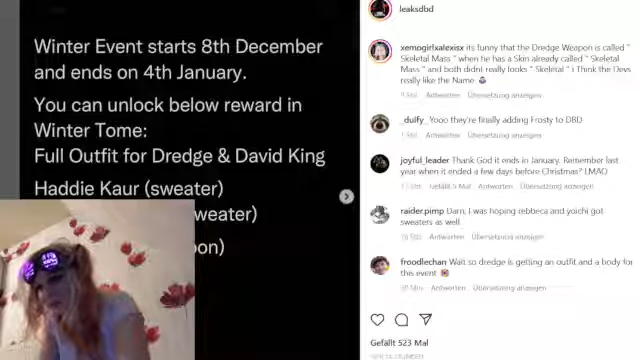 Winter Event starts 8th December
and ends on 4th January.
You can unlock below reward in
Winter Tome:
Full Outfit for Dredge & David King
Haddie Kaur (sweater)
weater)
on)
leaksdbd
xemogirlxalexisx its funny that the Dredge Weapon is called "
Skeletal Mass " when he has a Skin already called " Skeletal
Mass " and both didnt really looks " Skeletal " I Think the Devs
really like the Name
Antworten Übersetzung anzeigen
_dulfy_ Yooo they're finally adding Frosty to DBD
Antworten Übersetzung anzeigen
joyful_leader Thank God it ends in January. Remember last
year when it ended a few days before Christmas? LMAO
Gefällt 5 Mal Antworten Übersetzung anzeigen
raider.pimp Darn, I was hoping rebbeca and yoichi got
sweaters as well
Antworten Übersetzung anzeigen
froodlechan Wait so dredge is getting an outfit and a body for
this event
Antworten Übersetzung anzeigen
Gefällt 523 Mal